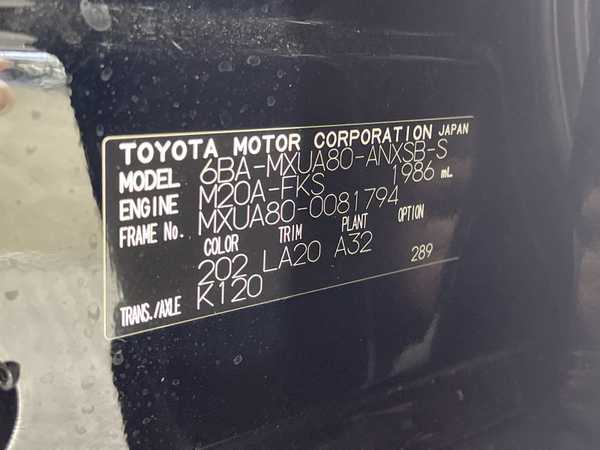 TOYOTA MOTOR CORPORATION JAPAN
MODEL 6BA-MXUA80-ANXSB-S
ENGINE M20A-FKS 1986 mL
FRAME No. MXUA80-0081794
COLOR TRIM PLANT OPTION
202 LA20 A32 289
TRANS./AXLE K120